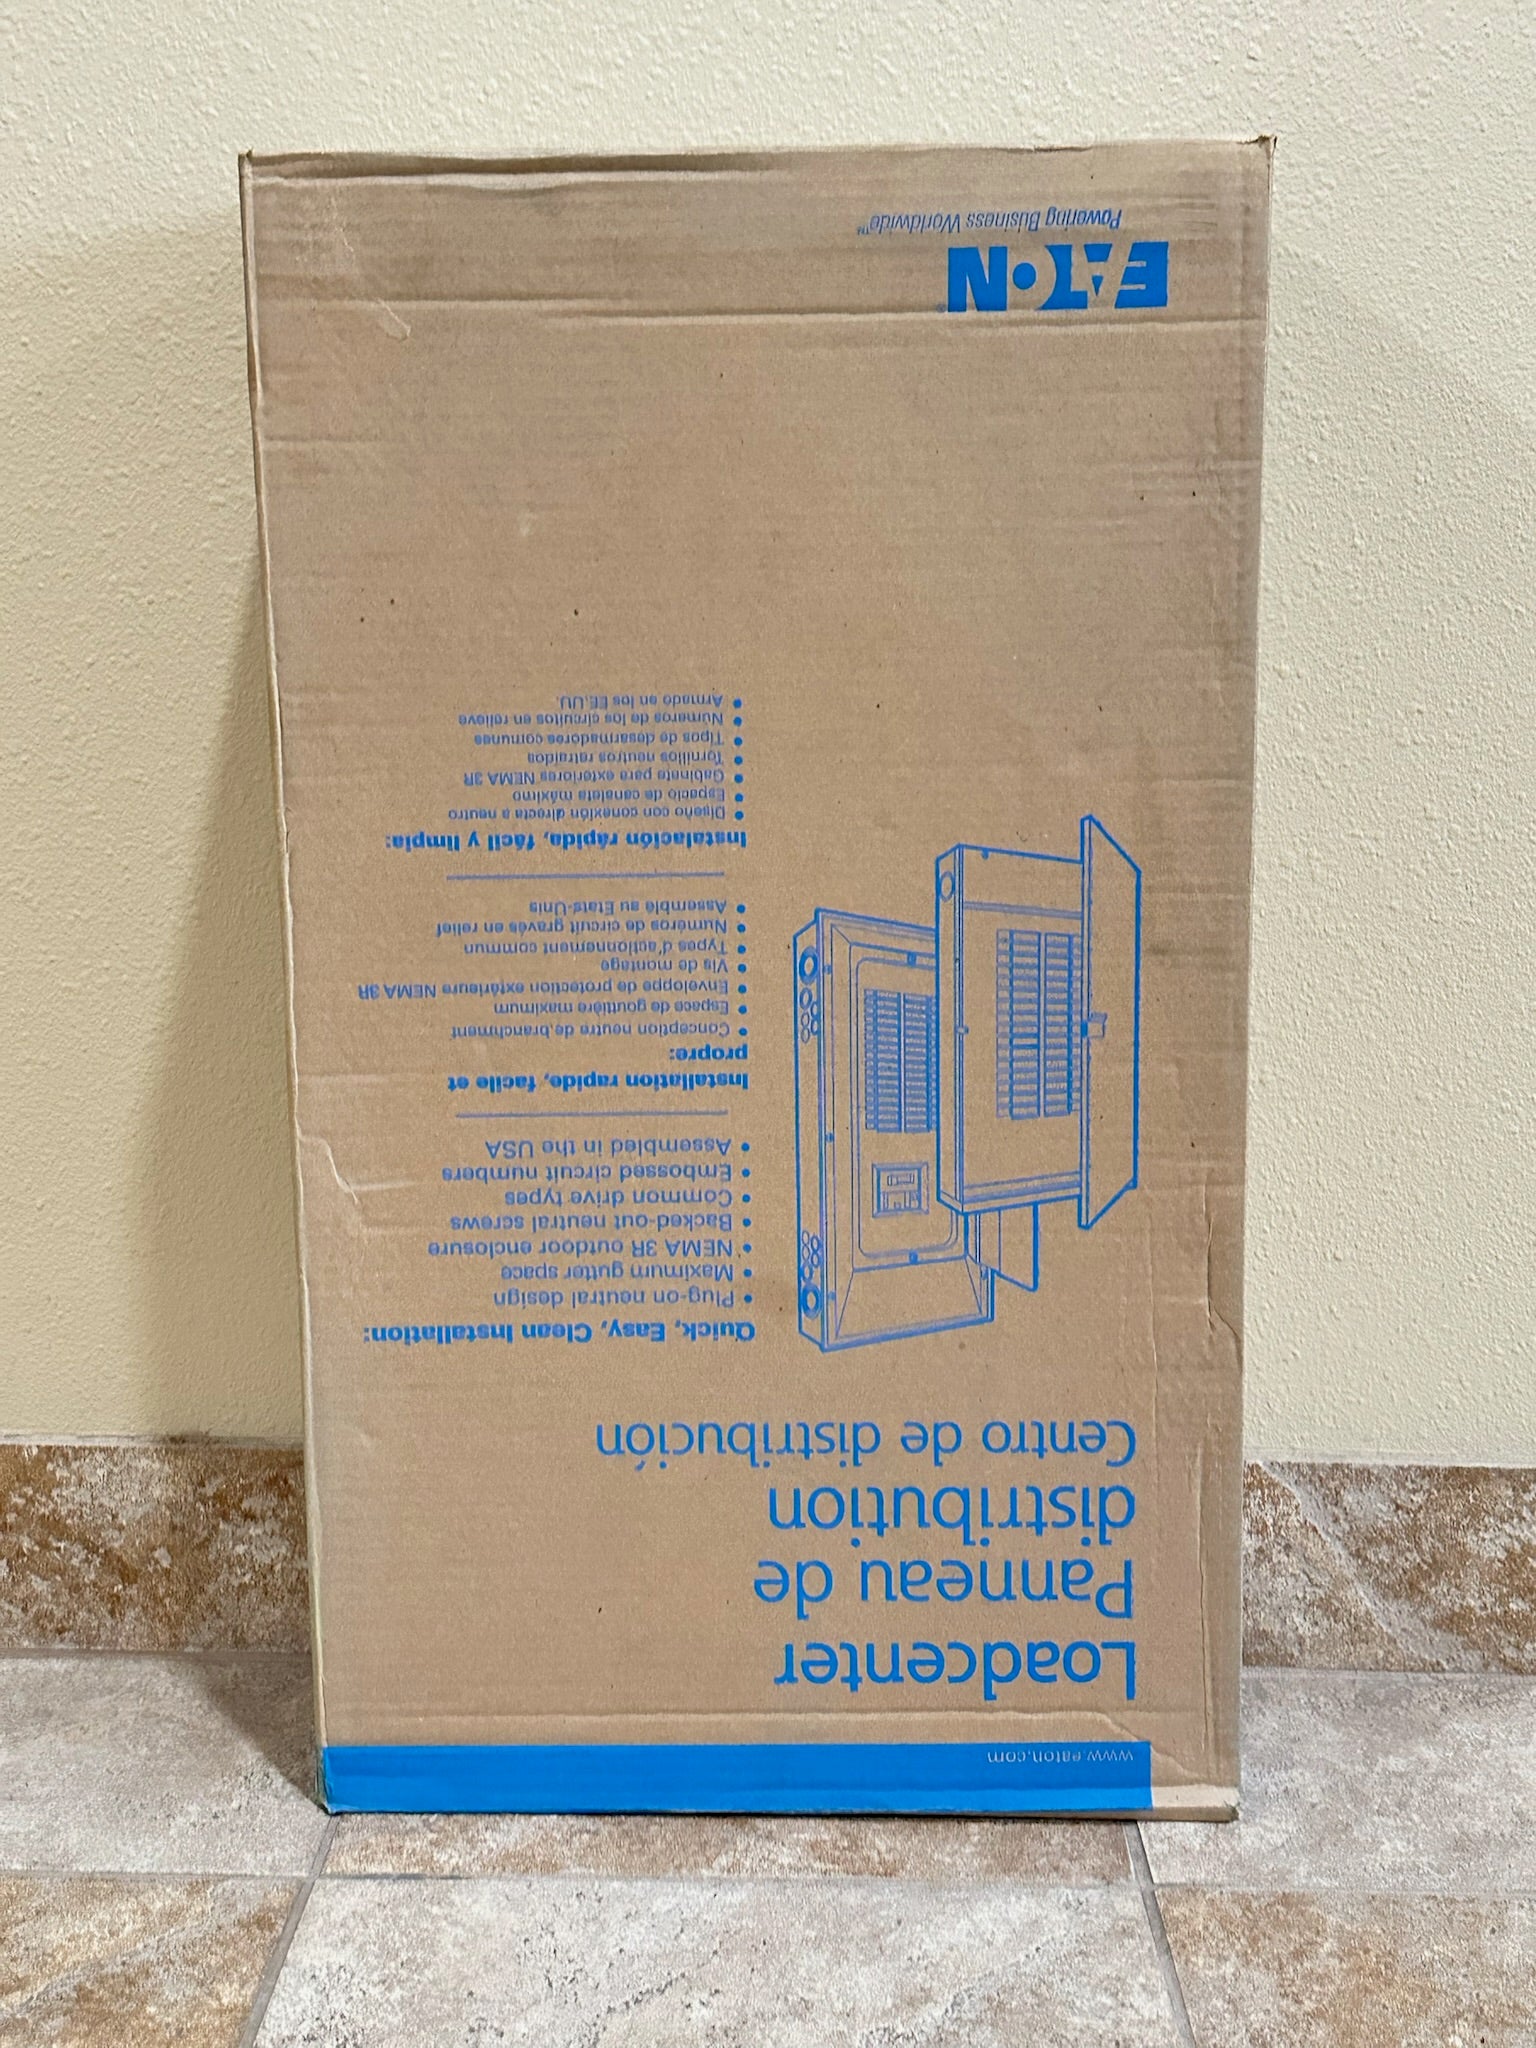 www.eaton.com
Loadcenter
Panneau de
distribution
Centro de distribución
Quick, Easy, Clean Installation:
• Plug-on neutral design
• Maximum gutter space
• NEMA 3R outdoor enclosure
• Backed-out neutral screws
• Common drive types
• Embossed circuit numbers
• Assembled in the USA
Installation rapide, facile et
propre:
• Conception neutre de branchment
• Espace de gouttière maximum
• Enveloppe de protection extérieure NEMA 3R
• Vis de montage
• Types d'actionnement commun
• Numéros de circuit gravés en relief
• Assemblé au Etats-Unis
Instalación rápida, fácil y limpia:
• Diseño con conexión directa a neutro
• Espacio de canaleta máximo
• Gabinete para exteriores NEMA 3R
• Tornillos neutros retraídos
• Tipos de desarmadores comunes
• Números de los circuitos en relieve
• Armado en los EE.UU.
EATON®
Powering Business Worldwide™